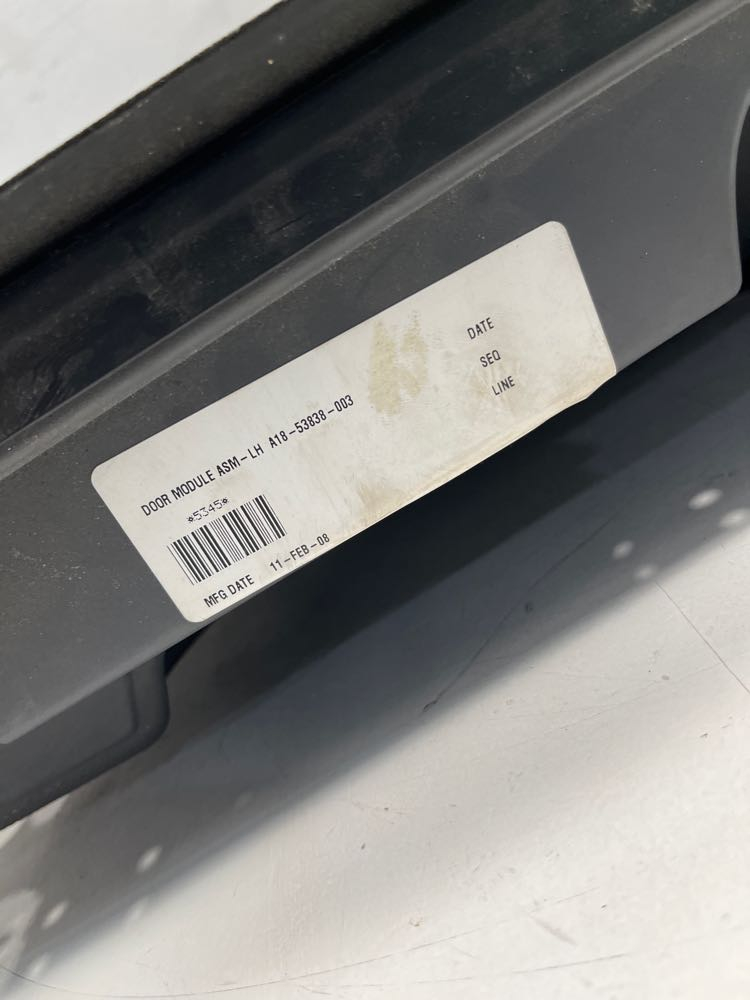 DOOR MODULE ASM-LH A18-53838-003
*5345*
MFG DATE 11-FEB-08
DATE
SEQ
LINE